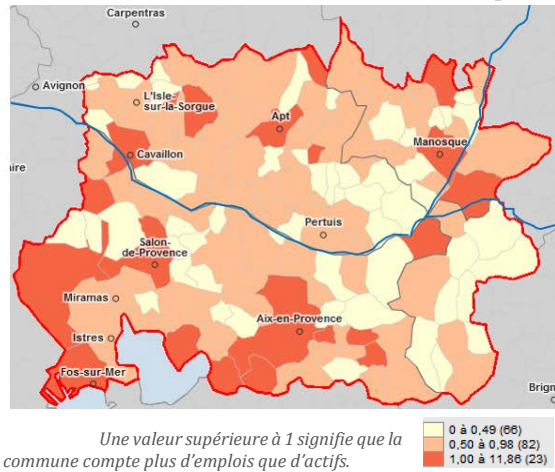 Carpentras
Avignon
L'Isle-
sur-la-Sorgue
Apt
Cavaillon
Manosque
aire
Pertuis
Salon-
de-Provence
Miramas
Aix-en-Provence
Istres
Fos-sur-Mer
Brign
Une valeur supérieure à 1 signifie que la
commune compte plus d'emplois que d'actifs.
0 à 0,49 (66)
0,50 à 0,98 (82)
1,00 à 11,86 (23)